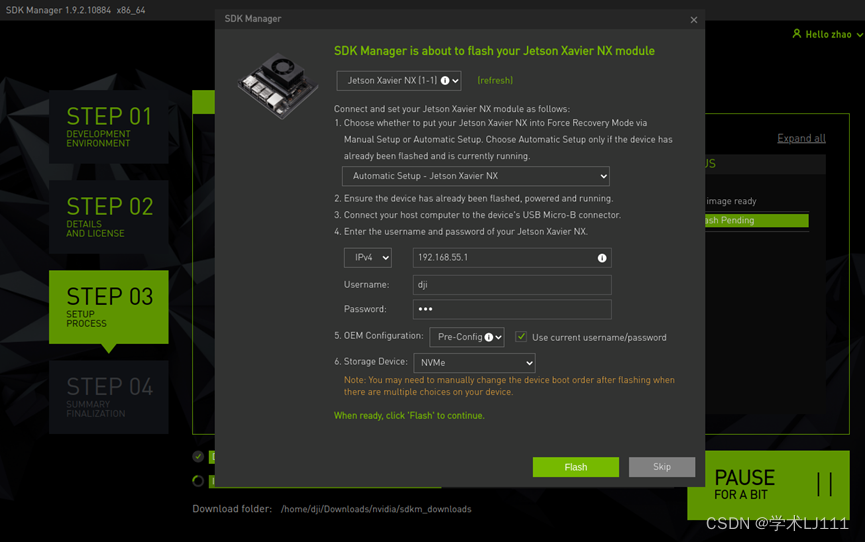 SDK Manager 1.9.2.10884 x86_64
SDK Manager
Hello zhao
SDK Manager is about to flash your Jetson Xavier NX module
Jetson Xavier NX [1-1]
(refresh)
Connect and set your Jetson Xavier NX module as follows:
1. Choose whether to put your Jetson Xavier NX into Force Recovery Mode via
Manual Setup or Automatic Setup. Choose Automatic Setup only if the device has
already been flashed and is currently running.
Automatic Setup - Jetson Xavier NX
2. Ensure the device has already been flashed, powered and running.
3. Connect your host computer to the device's USB Micro-B connector.
4. Enter the username and password of your Jetson Xavier NX.
IPv4
192.168.55.1
Username:
dji
Password:
5. OEM Configuration:
Pre-Config
Use current username/password
6. Storage Device:
NVMe
Note: You may need to manually change the device boot order after flashing when
there are multiple choices on your device.
When ready, click 'Flash' to continue.
Flash
Skip
STEP 01
DEVELOPMENT
ENVIRONMENT
STEP 02
DETAILS
AND LICENSE
STEP 03
SETUP
PROCESS
STEP 04
SUMMARY
FINALIZATION
Expand all
US
image ready
ash Pending
PAUSE
FOR A BIT
Download folder: /home/dji/Downloads/nvidia/sdkm_downloads
CSDN @学术LJ111